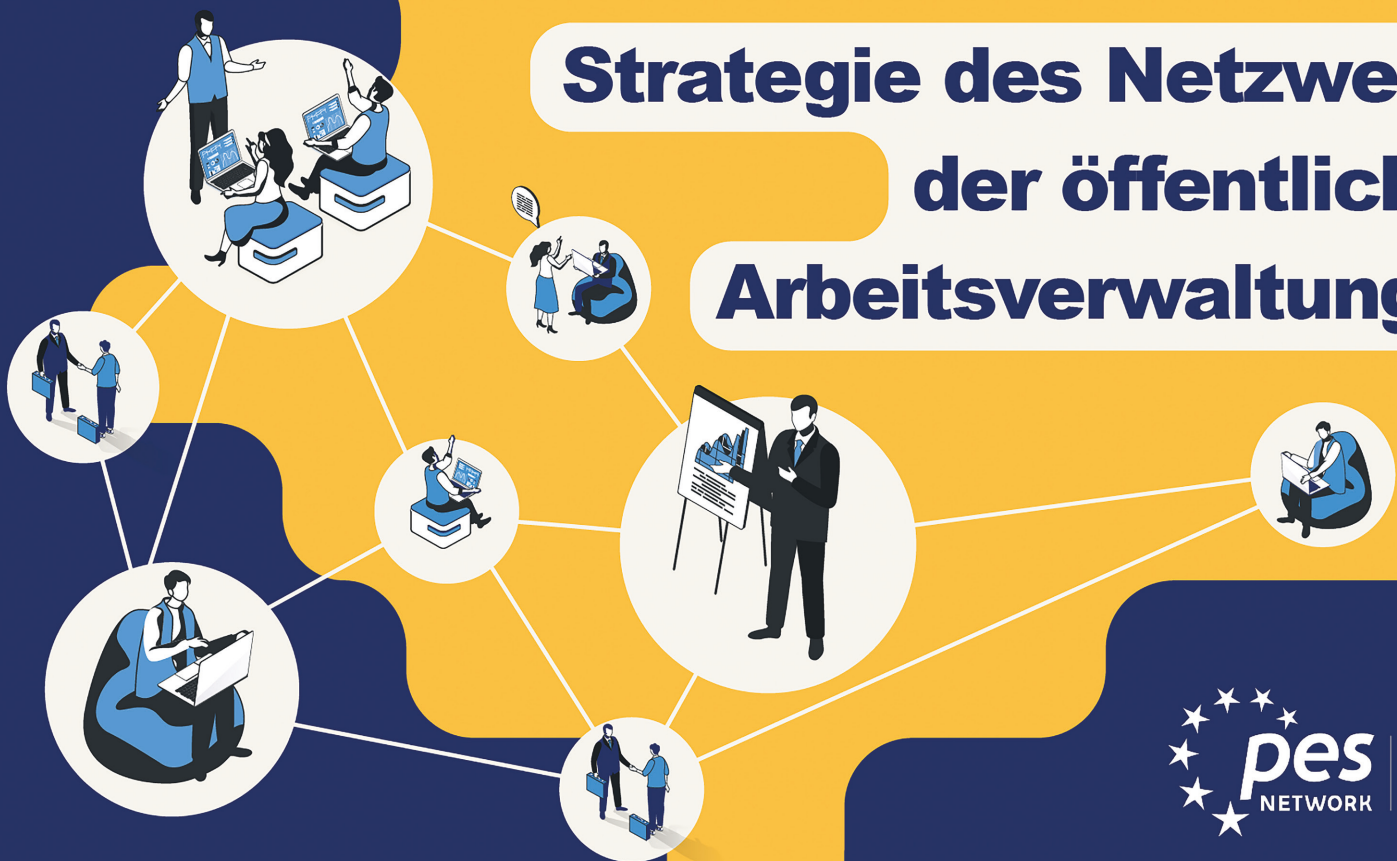 Strategie des Netzwe
der öffentlich
Arbeitsverwaltung
pes
NETWORK